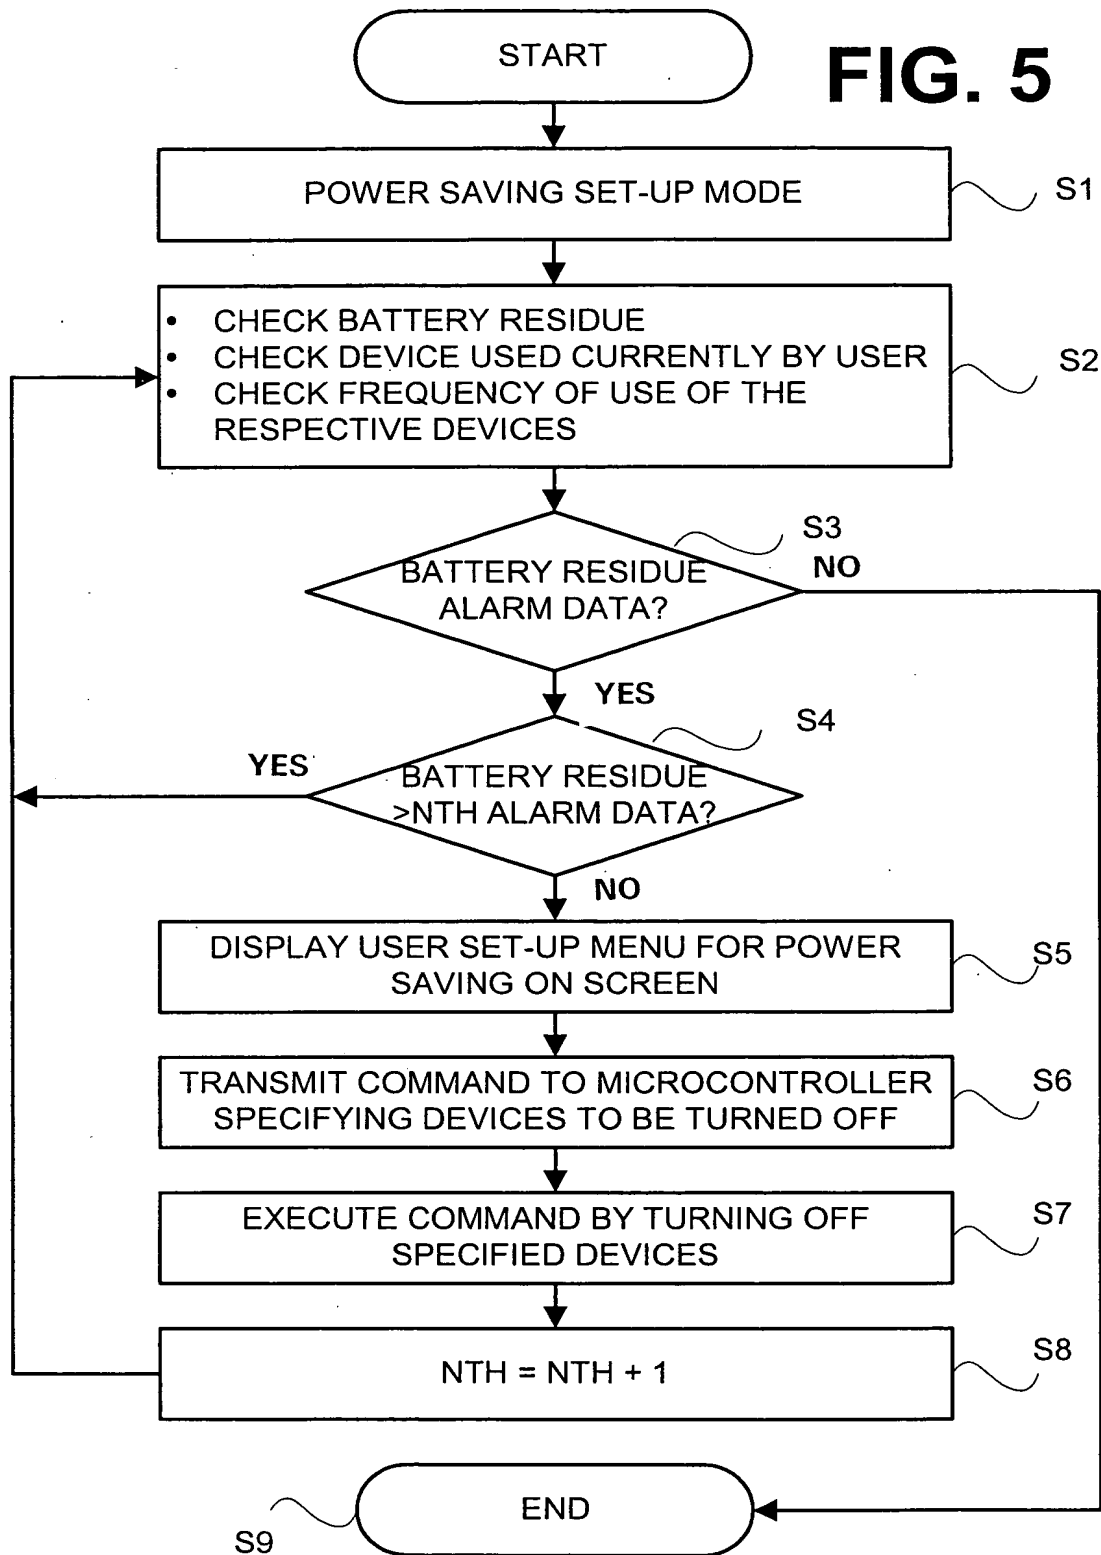 START
FIG. 5
POWER SAVING SET-UP MODE
S1
• CHECK BATTERY RESIDUE
• CHECK DEVICE USED CURRENTLY BY USER
• CHECK FREQUENCY OF USE OF THE
RESPECTIVE DEVICES
S2
S3
BATTERY RESIDUE
ALARM DATA?
NO
YES
S4
YES
BATTERY RESIDUE
>NTH ALARM DATA?
NO
DISPLAY USER SET-UP MENU FOR POWER
SAVING ON SCREEN
S5
TRANSMIT COMMAND TO MICROCONTROLLER
SPECIFYING DEVICES TO BE TURNED OFF
S6
EXECUTE COMMAND BY TURNING OFF
SPECIFIED DEVICES
S7
NTH = NTH + 1
S8
END
S9